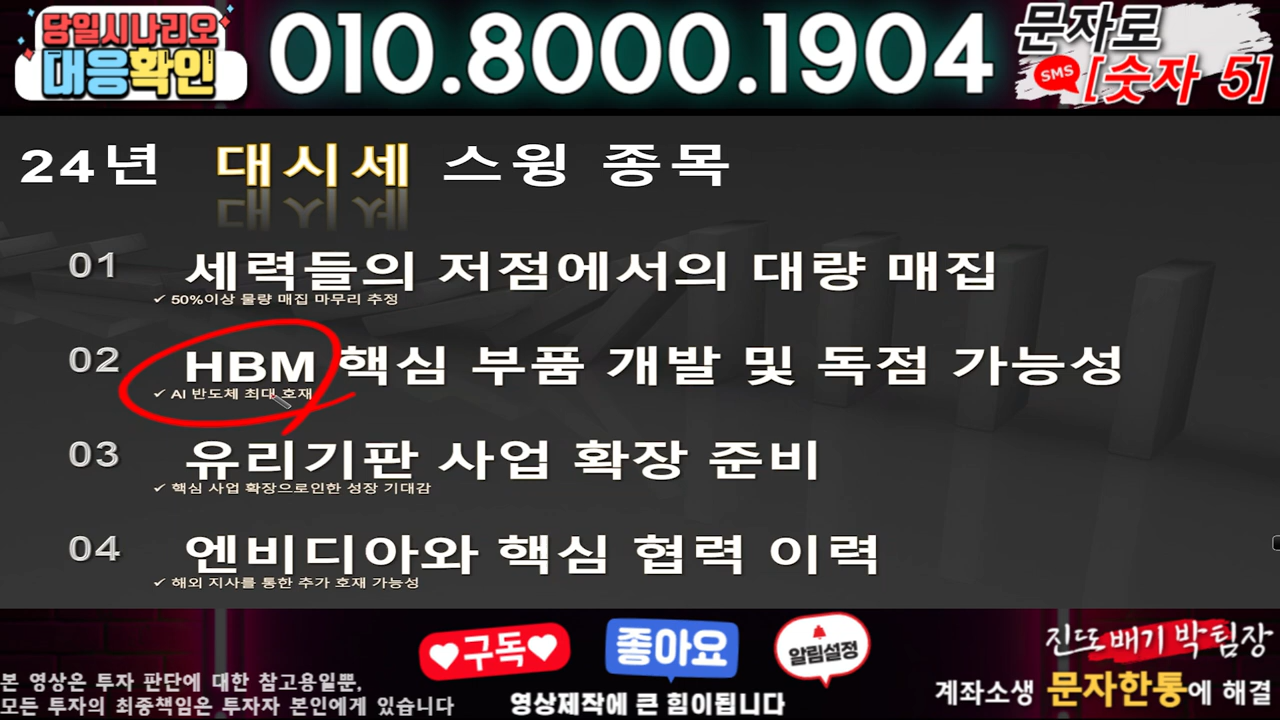 당일시나리오
대응확인
010.8000.1904
문자로
SMS [숫자 5]
24년 대시세 스윙 종목
01 세력들의 저점에서의 대량 매집
✓ 50%이상 물량 매집 마무리 추정
02 HBM 핵심 부품 개발 및 독점 가능성
✓ AI 반도체 최대 호재
03 유리기판 사업 확장 준비
✓ 핵심 사업 확장으로인한 성장 기대감
04 엔비디아와 핵심 협력 이력
✓ 해외 지사를 통한 추가 호재 가능성
구독
좋아요
알림설정
영상제작에 큰 힘이됩니다
본 영상은 투자 판단에 대한 참고용일뿐,
모든 투자의 최종책임은 투자자 본인에게 있습니다
진또배기 박팀장
계좌소생 문자한통에 해결